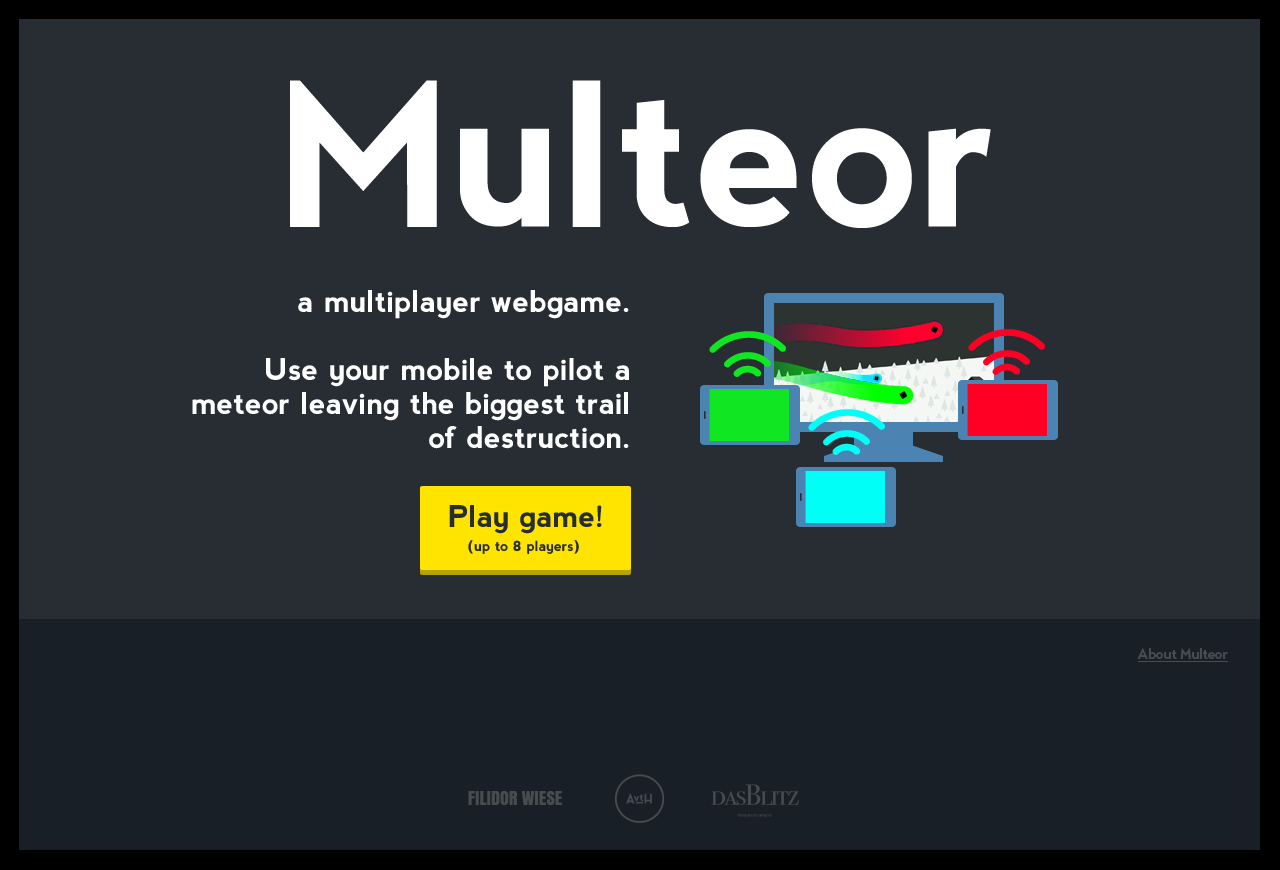 Multeor
a multiplayer webgame.
Use your mobile to pilot a
meteor leaving the biggest trail
of destruction.
Play game!
(up to 8 players)
About Multeor
FILIDOR WIESE
AvtH
DASBLITZ